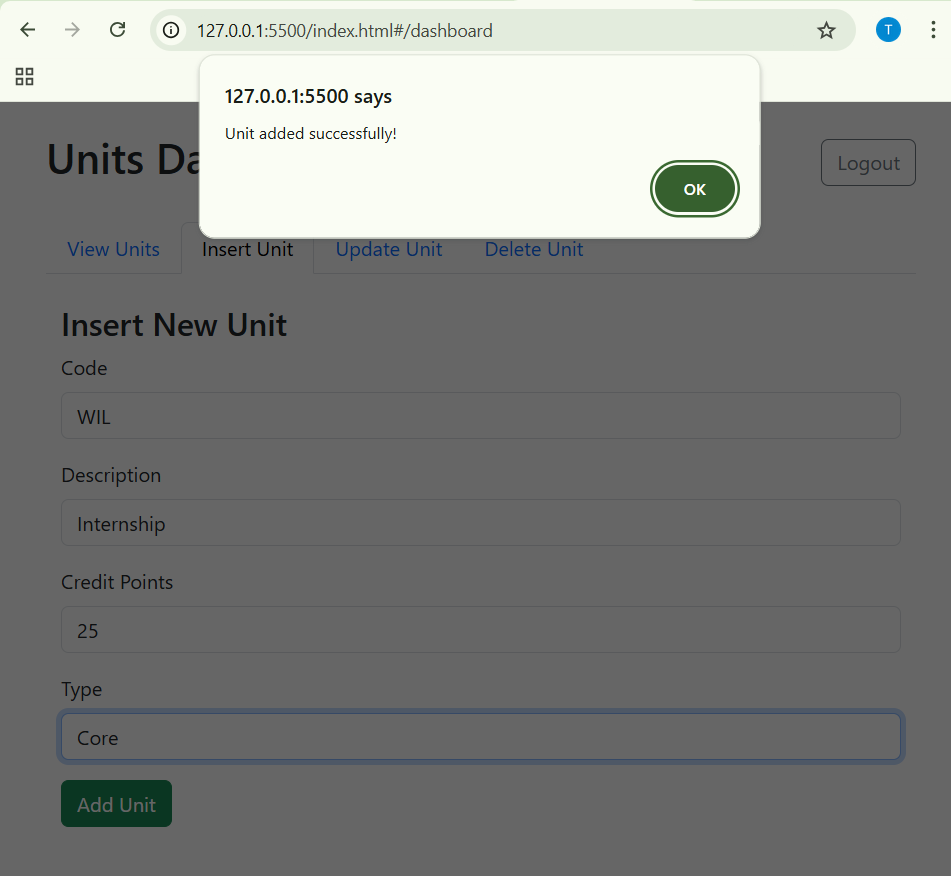 127.0.0.1:5500/index.html#/dashboard
T
127.0.0.1:5500 says
Unit added successfully!
OK
Units Da
Logout
View Units
Insert Unit
Update Unit
Delete Unit
Insert New Unit
Code
WIL
Description
Internship
Credit Points
25
Type
Core
Add Unit